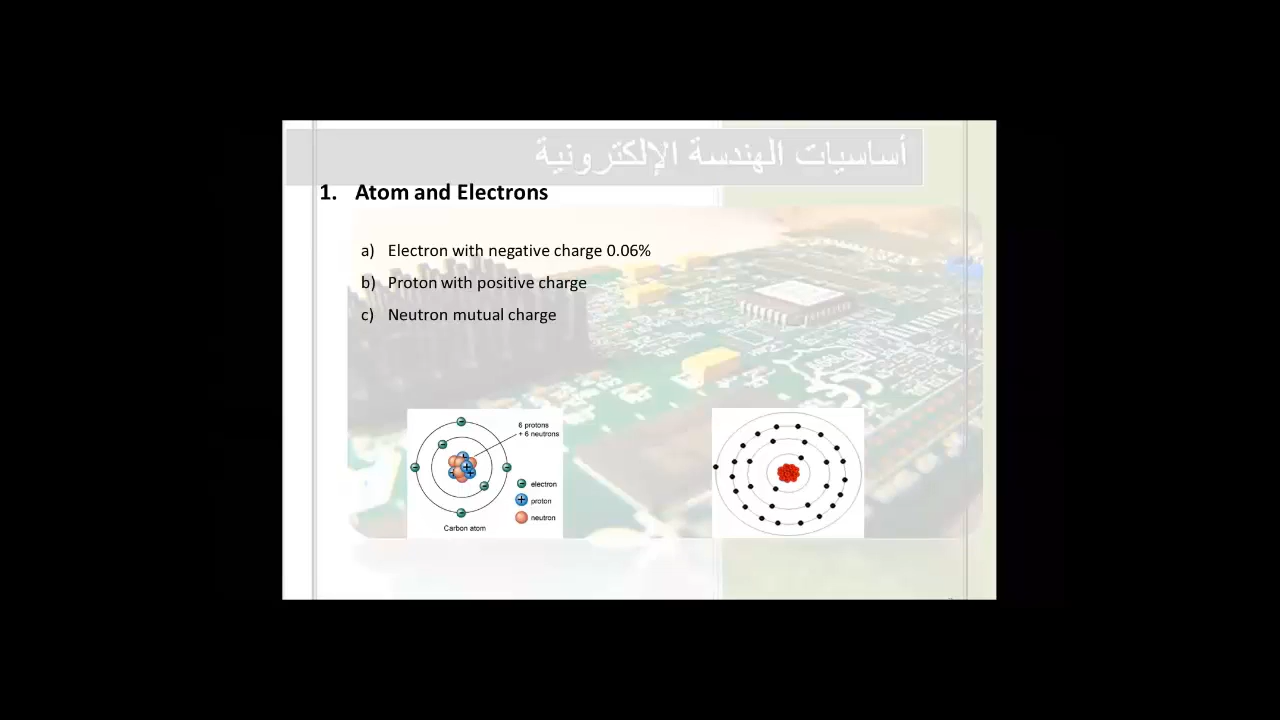 أساسيات الهندسة الإلكترونية
1. Atom and Electrons
a) Electron with negative charge 0.06%
b) Proton with positive charge
c) Neutron mutual charge
6 protons
+ 6 neutrons
electron
proton
neutron
Carbon atom